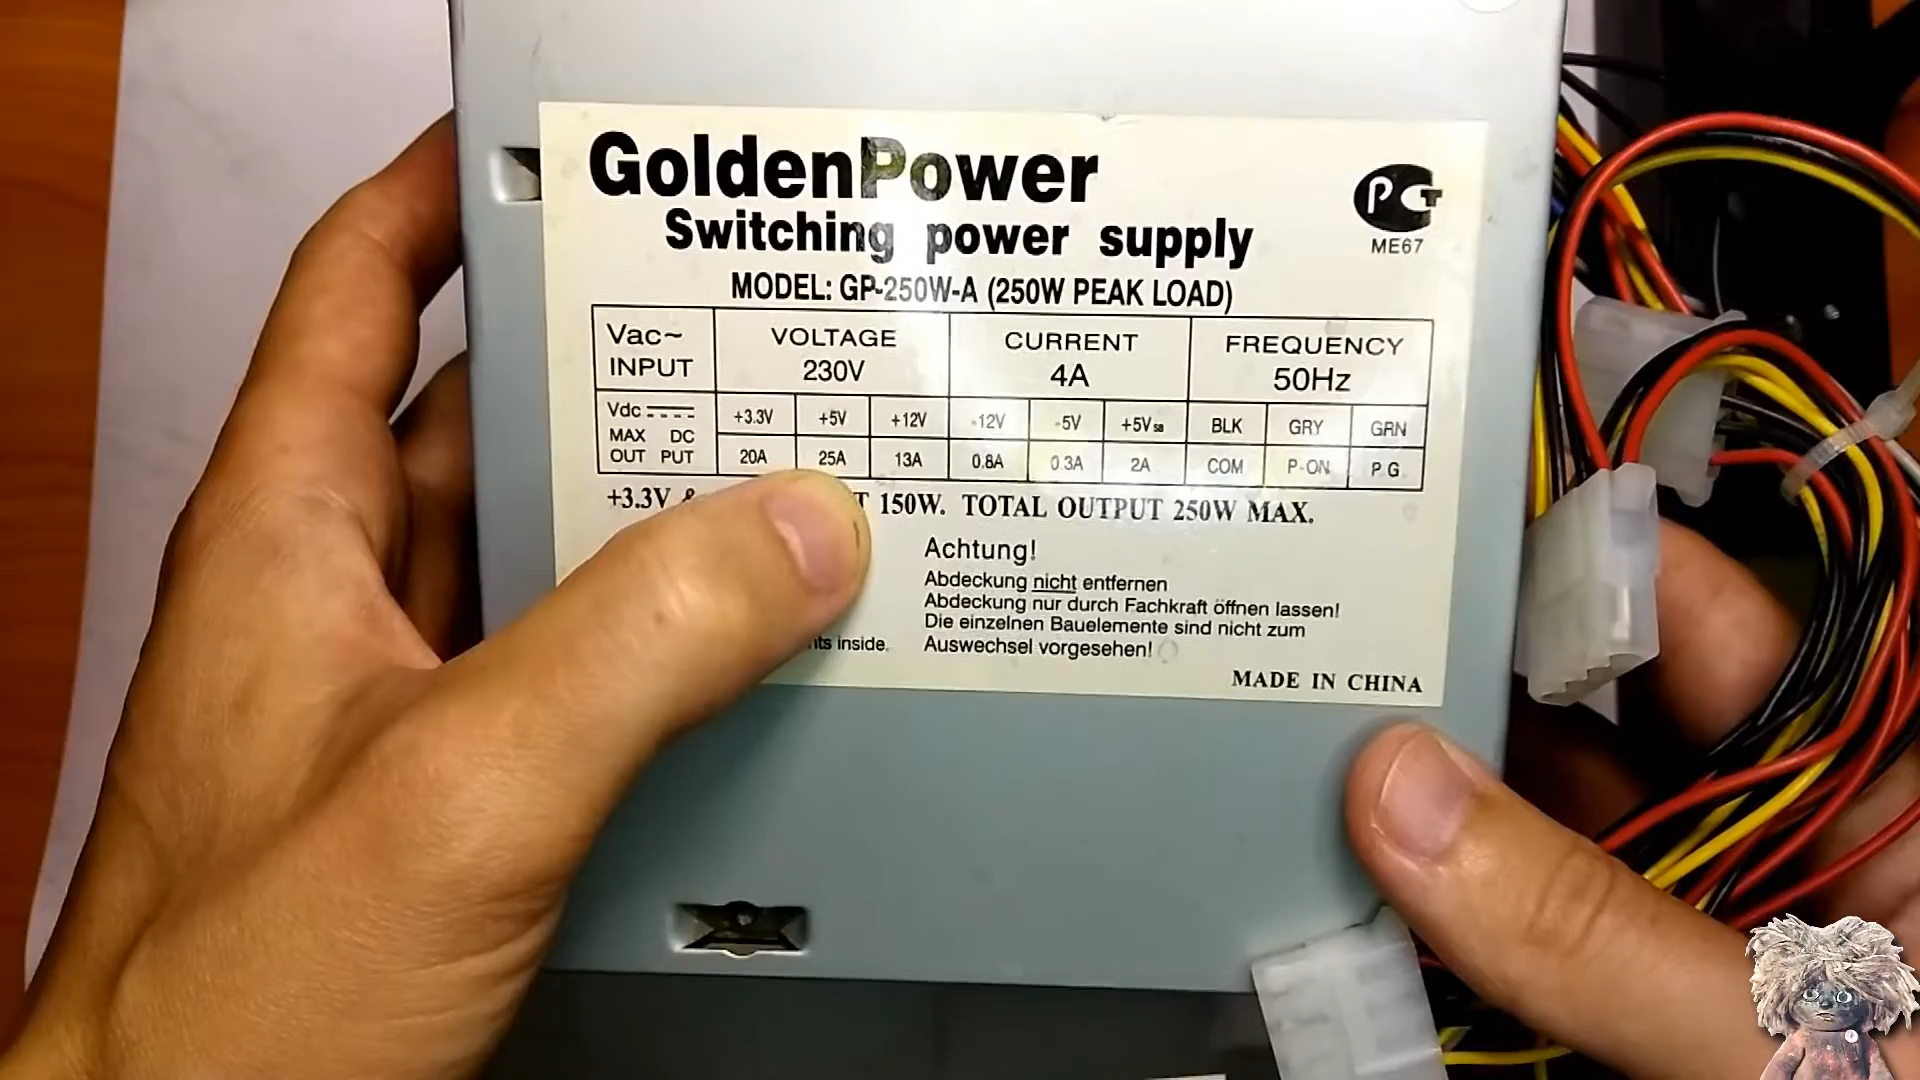 GoldenPower
Switching power supply
PG
ME67
MODEL: GP-250W-A (250W PEAK LOAD)
Vac~ INPUT VOLTAGE 230V CURRENT 4A FREQUENCY 50Hz
Vdc +3.3V +5V +12V -12V -5V +5Vsb BLK GRY GRN
MAX DC OUT PUT 20A 25A 13A 0.8A 0.3A 2A COM P-ON P.G
+3.3V & 150W. TOTAL OUTPUT 250W MAX.
Achtung!
Abdeckung nicht entfernen
Abdeckung nur durch Fachkraft öffnen lassen!
Die einzelnen Bauelemente sind nicht zum
inside. Auswechsel vorgesehen!
MADE IN CHINA